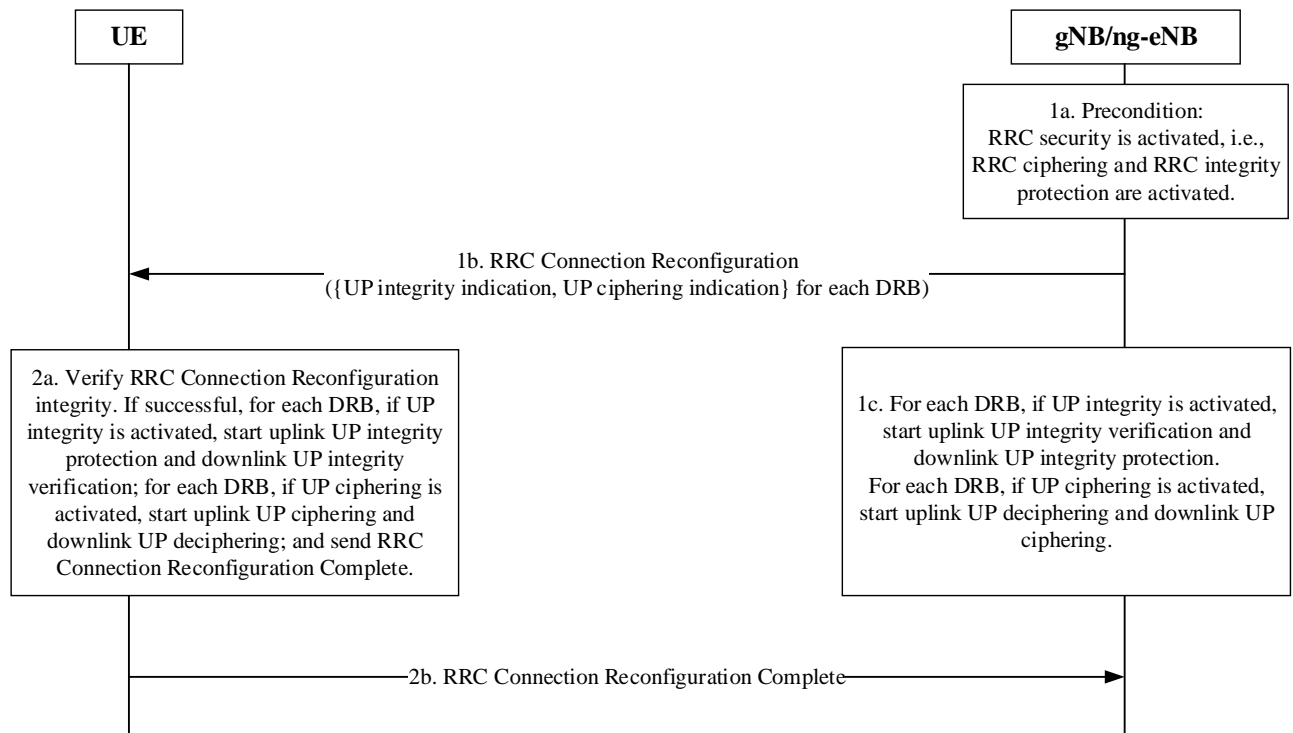 UE
gNB/ng-eNB
1a. Precondition:
RRC security is activated, i.e.,
RRC ciphering and RRC integrity
protection are activated.
1b. RRC Connection Reconfiguration
({UP integrity indication, UP ciphering indication} for each DRB)
2a. Verify RRC Connection Reconfiguration
integrity. If successful, for each DRB, if UP
integrity is activated, start uplink UP integrity
protection and downlink UP integrity
verification; for each DRB, if UP ciphering is
activated, start uplink UP ciphering and
downlink UP deciphering; and send RRC
Connection Reconfiguration Complete.
1c. For each DRB, if UP integrity is activated,
start uplink UP integrity verification and
downlink UP integrity protection.
For each DRB, if UP ciphering is activated,
start uplink UP deciphering and downlink UP
ciphering.
2b. RRC Connection Reconfiguration Complete